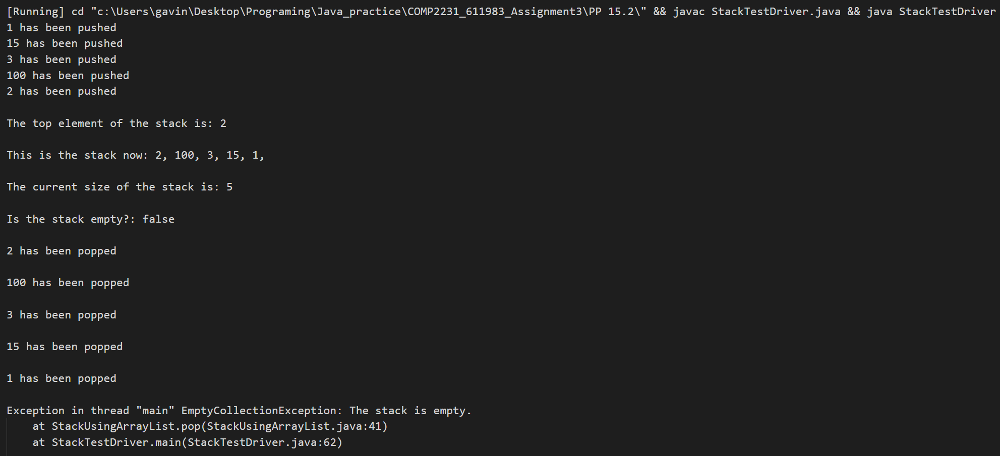 [Running] cd "c:\Users\gavin\Desktop\Programing\Java_practice\COMP2231_611983_Assignment3\PP 15.2\" && javac StackTestDriver.java && java StackTestDriver
1 has been pushed
15 has been pushed
3 has been pushed
100 has been pushed
2 has been pushed
The top element of the stack is: 2
This is the stack now: 2, 100, 3, 15, 1,
The current size of the stack is: 5
Is the stack empty?: false
2 has been popped
100 has been popped
3 has been popped
15 has been popped
1 has been popped
Exception in thread "main" EmptyCollectionException: The stack is empty.
at StackUsingArrayList.pop(StackUsingArrayList.java:41)
at StackTestDriver.main(StackTestDriver.java:62)